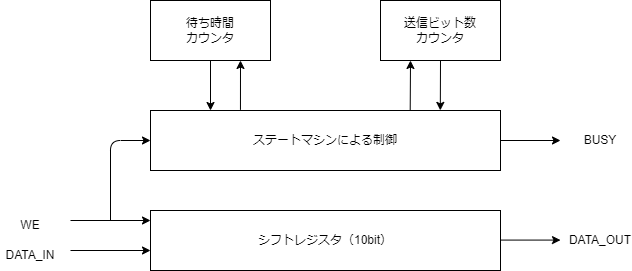 待ち時間
カウンタ
送信ビット数
カウンタ
ステートマシンによる制御
BUSY
WE
シフトレジスタ（10bit）
DATA_OUT
DATA_IN